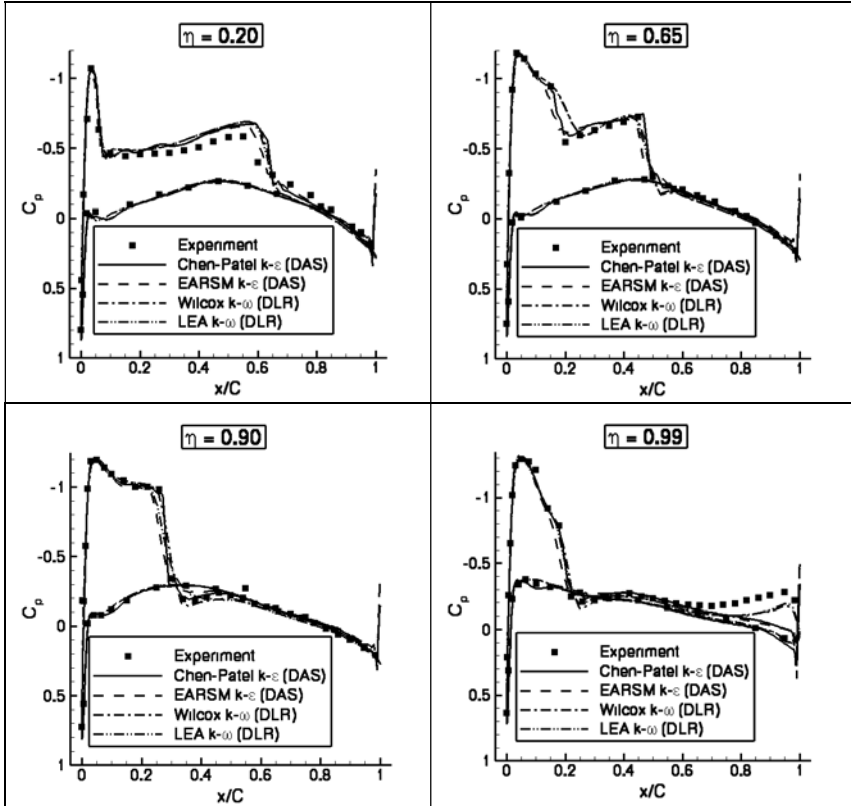 η = 0.20
-1
-0.5
0
0.5
1
Cp
Experiment
Chen-Patel k-ε (DAS)
EARSM k-ε (DAS)
Wilcox k-ω (DLR)
LEA k-ω (DLR)
0 0.2 0.4 0.6 0.8 1
x/C
η = 0.65
-1
-0.5
0
0.5
1
Cp
Experiment
Chen-Patel k-ε (DAS)
EARSM k-ε (DAS)
Wilcox k-ω (DLR)
LEA k-ω (DLR)
0 0.2 0.4 0.6 0.8 1
x/C
η = 0.90
-1
-0.5
0
0.5
1
Cp
Experiment
Chen-Patel k-ε (DAS)
EARSM k-ε (DAS)
Wilcox k-ω (DLR)
LEA k-ω (DLR)
0 0.2 0.4 0.6 0.8 1
x/C
η = 0.99
-1
-0.5
0
0.5
1
Cp
Experiment
Chen-Patel k-ε (DAS)
EARSM k-ε (DAS)
Wilcox k-ω (DLR)
LEA k-ω (DLR)
0 0.2 0.4 0.6 0.8 1
x/C